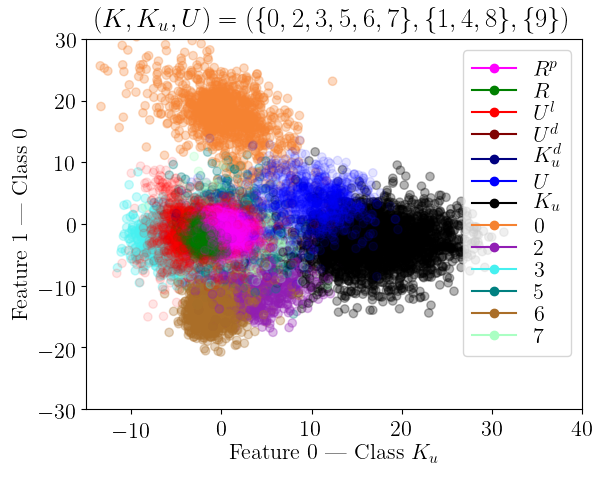 (K, K_u, U) = ({0, 2, 3, 5, 6, 7}, {1, 4, 8}, {9})
30
20
10
0
−10
−20
−30
Feature 1 — Class 0
−10 0 10 20 30 40
Feature 0 — Class K_u
R^p
R
U^l
U^d
K_u^d
U
K_u
0
2
3
5
6
7